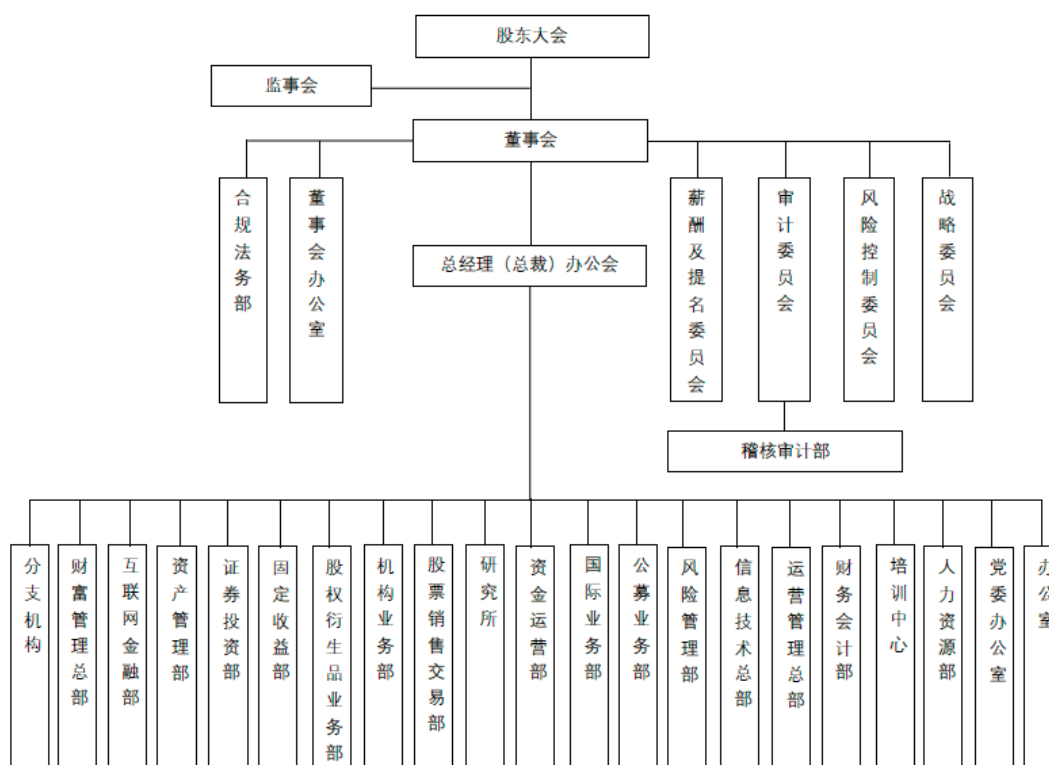 股东大会
监事会
董事会
合规法务部
董事会办公室
薪酬及提名委员会
审计委员会
风险控制委员会
战略委员会
总经理（总裁）办公会
稽核审计部
分支机构
财富管理总部
互联网金融部
资产管理部
证券投资部
固定收益部
股权衍生品业务部
机构业务部
股票销售交易部
研究所
资金运营部
国际业务部
公募业务部
风险管理部
信息技术总部
运营管理总部
财务会计部
培训中心
人力资源部
党委办公室
办公室